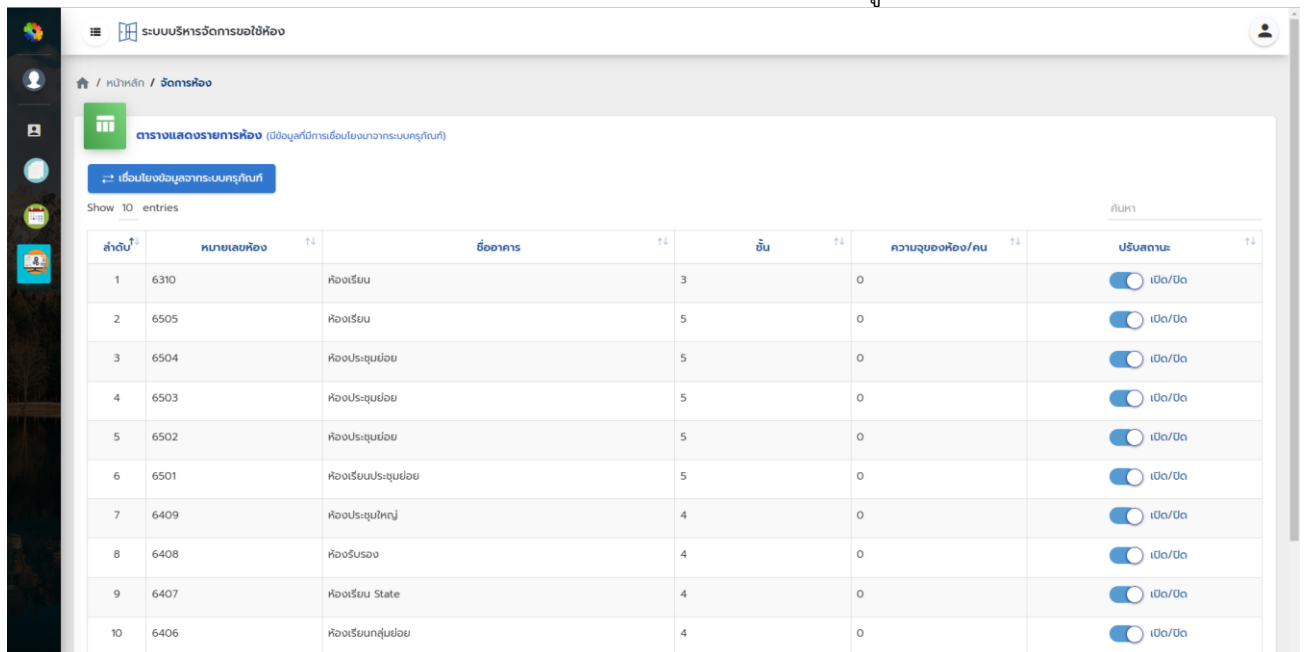 ระบบบริหารจัดการขอใช้ห้อง
/ หน้าหลัก / จัดการห้อง
ตารางแสดงรายการห้อง (มีข้อมูลที่มีการเชื่อมโยงมาจากระบบครุภัณฑ์)
เชื่อมโยงข้อมูลจากระบบครุภัณฑ์
Show 10 entries ค้นหา
ลำดับ หมายเลขห้อง ชื่ออาคาร ชั้น ความจุของห้อง/คน ปรับสถานะ
1 6310 ห้องเรียน 3 0 เปิด/ปิด
2 6505 ห้องเรียน 5 0 เปิด/ปิด
3 6504 ห้องประชุมย่อย 5 0 เปิด/ปิด
4 6503 ห้องประชุมย่อย 5 0 เปิด/ปิด
5 6502 ห้องประชุมย่อย 5 0 เปิด/ปิด
6 6501 ห้องเรียนประชุมย่อย 5 0 เปิด/ปิด
7 6409 ห้องประชุมใหญ่ 4 0 เปิด/ปิด
8 6408 ห้องรับรอง 4 0 เปิด/ปิด
9 6407 ห้องเรียน State 4 0 เปิด/ปิด
10 6406 ห้องเรียนกลุ่มย่อย 4 0 เปิด/ปิด